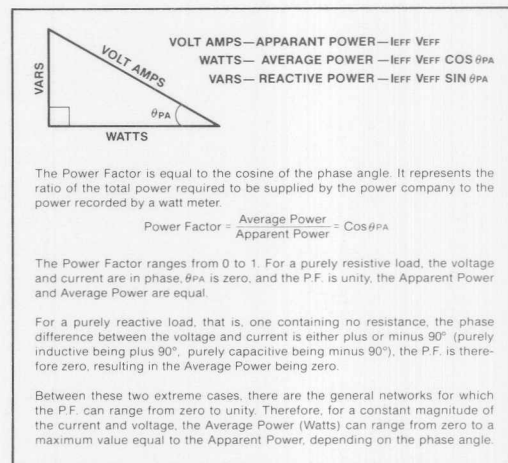 VOLT AMPS—APPARANT POWER—IEFF VEFF
WATTS— AVERAGE POWER—IEFF VEFF COS θPA
VARS— REACTIVE POWER—IEFF VEFF SIN θPA
VARS
VOLT AMPS
θPA
WATTS
The Power Factor is equal to the cosine of the phase angle. It represents the
ratio of the total power required to be supplied by the power company to the
power recorded by a watt meter.
Power Factor = Average Power / Apparent Power = Cos θPA
The Power Factor ranges from 0 to 1. For a purely resistive load, the voltage
and current are in phase, θPA is zero, and the P.F. is unity, the Apparent Power
and Average Power are equal.
For a purely reactive load, that is, one containing no resistance, the phase
difference between the voltage and current is either plus or minus 90° (purely
inductive being plus 90°, purely capacitive being minus 90°), the P.F. is there-
fore zero, resulting in the Average Power being zero.
Between these two extreme cases, there are the general networks for which
the P.F. can range from zero to unity. Therefore, for a constant magnitude of
the current and voltage, the Average Power (Watts) can range from zero to a
maximum value equal to the Apparent Power, depending on the phase angle.